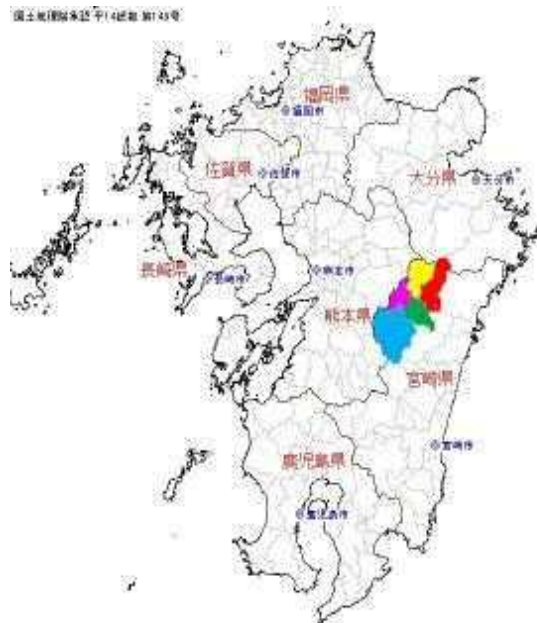 国土地理院承認 平14総複 第149号
福岡県
◎福岡市
佐賀県
◎佐賀市
大分県
◎大分市
長崎県
◎長崎市
◎熊本市
熊本県
宮崎県
◎宮崎市
鹿児島県
◎鹿児島市